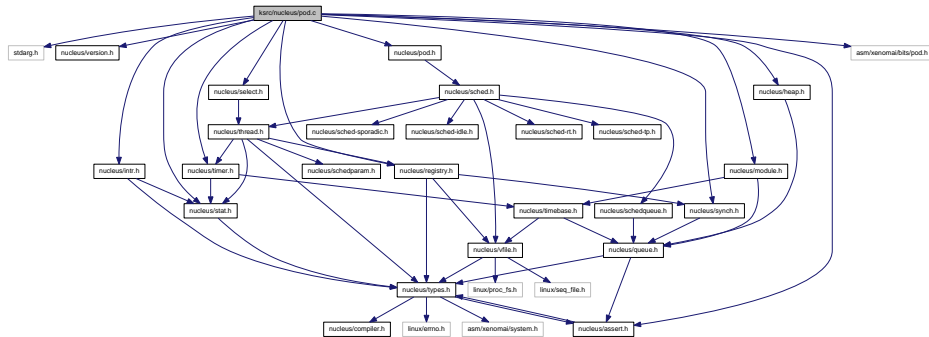 ksrc/nucleus/pod.c
stdarg.h
nucleus/version.h
nucleus/pod.h
asm/xenomai/bits/pod.h
nucleus/select.h
nucleus/sched.h
nucleus/heap.h
nucleus/thread.h
nucleus/sched-sporadic.h
nucleus/sched-idle.h
nucleus/sched-rt.h
nucleus/sched-tp.h
nucleus/intr.h
nucleus/timer.h
nucleus/schedparam.h
nucleus/registry.h
nucleus/module.h
nucleus/stat.h
nucleus/timebase.h
nucleus/schedqueue.h
nucleus/synch.h
nucleus/vfile.h
nucleus/queue.h
nucleus/types.h
linux/proc_fs.h
linux/seq_file.h
nucleus/compiler.h
linux/errno.h
asm/xenomai/system.h
nucleus/assert.h